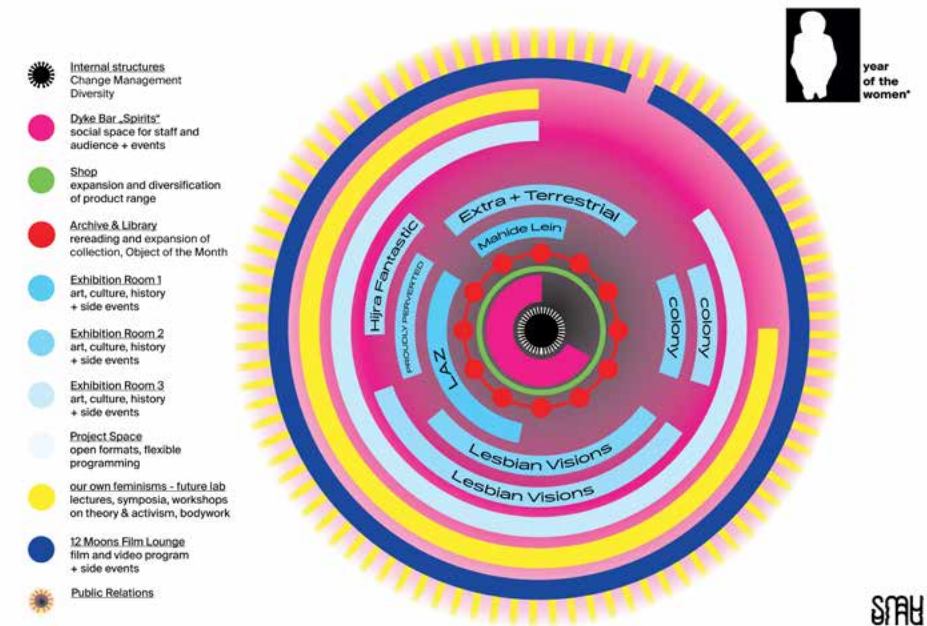 Internal structures
Change Management
Diversity
Dyke Bar „Spirits"
social space for staff and
audience + events
Shop
expansion and diversification
of product range
Archive & Library
rereading and expansion of
collection, Object of the Month
Exhibition Room 1
art, culture, history
+ side events
Exhibition Room 2
art, culture, history
+ side events
Exhibition Room 3
art, culture, history
+ side events
Project Space
open formats, flexible
programming
our own feminisms - future lab
lectures, symposia, workshops
on theory & activism, bodywork
12 Moons Film Lounge
film and video program
+ side events
Public Relations
year
of the
women*
Extra + Terrestrial
Mahide Lein
Hijra Fantastic
PROUDLY PERVERTED
LAZ
colony
colony
Lesbian Visions
Lesbian Visions
SMU